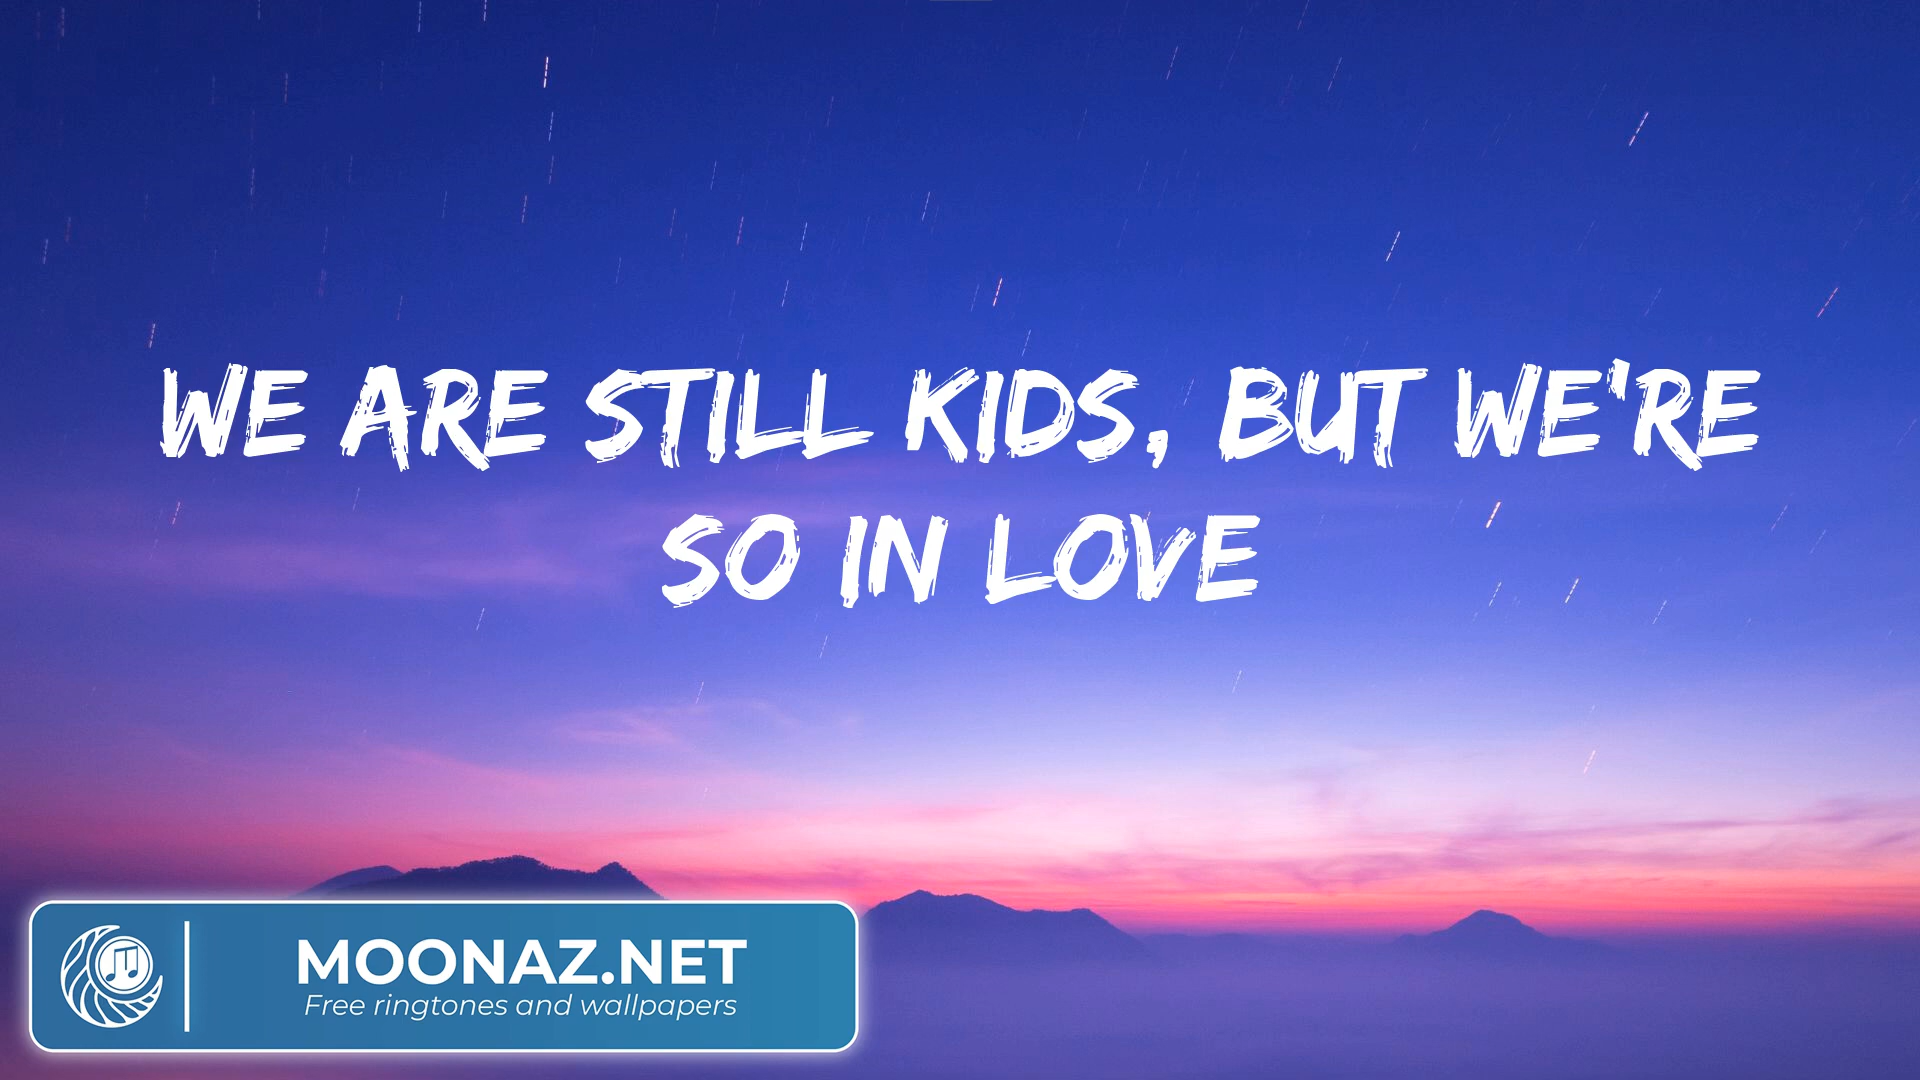 WE ARE STILL KIDS, BUT WE'RE
SO IN LOVE
MOONAZ.NET
Free ringtones and wallpapers